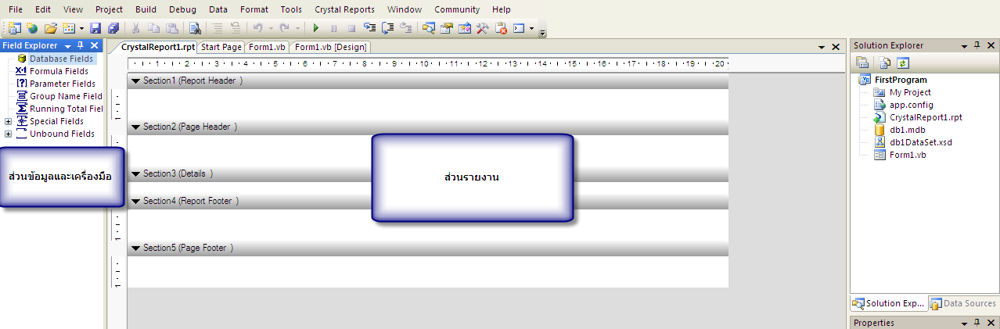 File Edit View Project Build Debug Data Format Tools Crystal Reports Window Community Help
Field Explorer
Database Fields
Formula Fields
Parameter Fields
Group Name Field
Running Total Fiel
Special Fields
Unbound Fields
ส่วนข้อมูลและเครื่องมือ
CrystalReport1.rpt Start Page Form1.vb Form1.vb [Design]
1 2 3 4 5 6 7 8 9 10 11 12 13 14 15 16 17 18 19 20
Section1 (Report Header )
Section2 (Page Header )
Section3 (Details )
Section4 (Report Footer )
Section5 (Page Footer )
ส่วนรายงาน
Solution Explorer
FirstProgram
My Project
app.config
CrystalReport1.rpt
db1.mdb
db1DataSet.xsd
Form1.vb
Solution Exp... Data Sources
Properties